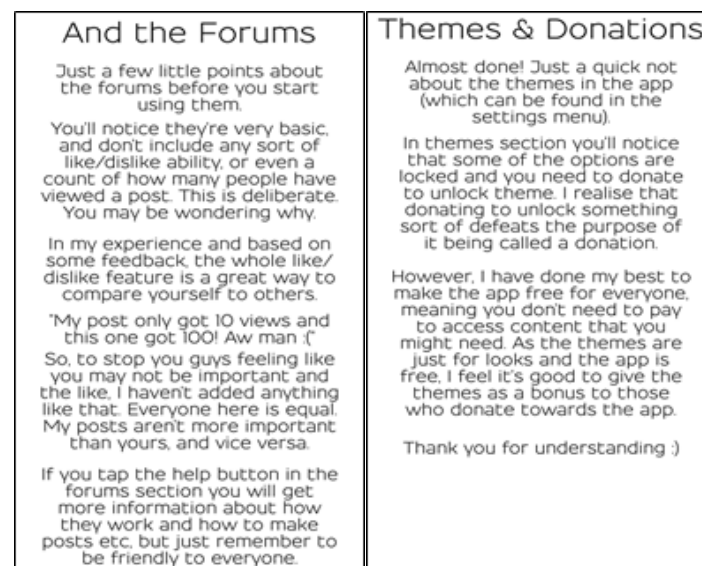 And the Forums
Just a few little points about
the forums before you start
using them.
You'll notice they're very basic,
and don't include any sort of
like/dislike ability, or even a
count of how many people have
viewed a post. This is deliberate.
You may be wondering why.
In my experience and based on
some feedback, the whole like/
dislike feature is a great way to
compare yourself to others.
"My post only got 10 views and
this one got 100! Aw man :("
So, to stop you guys feeling like
you may not be important and
the like, I haven't added anything
like that. Everyone here is equal.
My posts aren't more important
than yours, and vice versa.
If you tap the help button in the
forums section you will get
more information about how
they work and how to make
posts etc, but just remember to
be friendly to everyone.
Themes & Donations
Almost done! Just a quick not
about the themes in the app
(which can be found in the
settings menu).
In themes section you'll notice
that some of the options are
locked and you need to donate
to unlock theme. I realise that
donating to unlock something
sort of defeats the purpose of
it being called a donation.
However, I have done my best to
make the app free for everyone,
meaning you don't need to pay
to access content that you
might need. As the themes are
just for looks and the app is
free, I feel it's good to give the
themes as a bonus to those
who donate towards the app.
Thank you for understanding :)